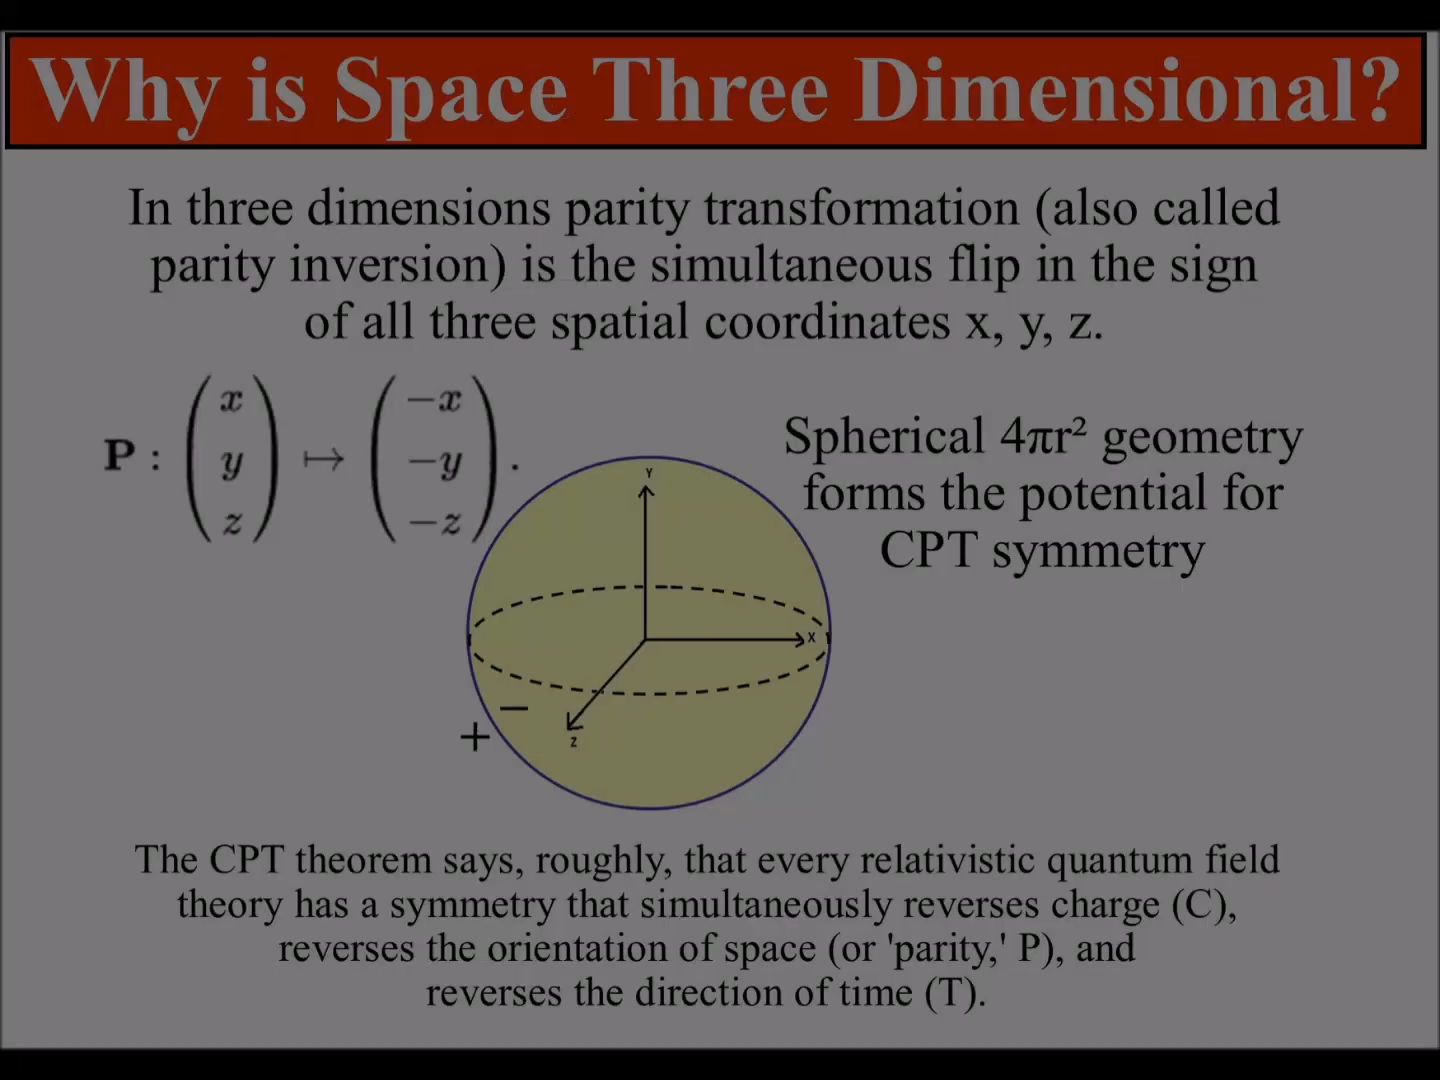 Why is Space Three Dimensional?
In three dimensions parity transformation (also called
parity inversion) is the simultaneous flip in the sign
of all three spatial coordinates x, y, z.
P : (x y z) ↦ (−x −y −z).
Spherical 4πr² geometry
forms the potential for
CPT symmetry
Y
X
Z
−
+
The CPT theorem says, roughly, that every relativistic quantum field
theory has a symmetry that simultaneously reverses charge (C),
reverses the orientation of space (or 'parity,' P), and
reverses the direction of time (T).